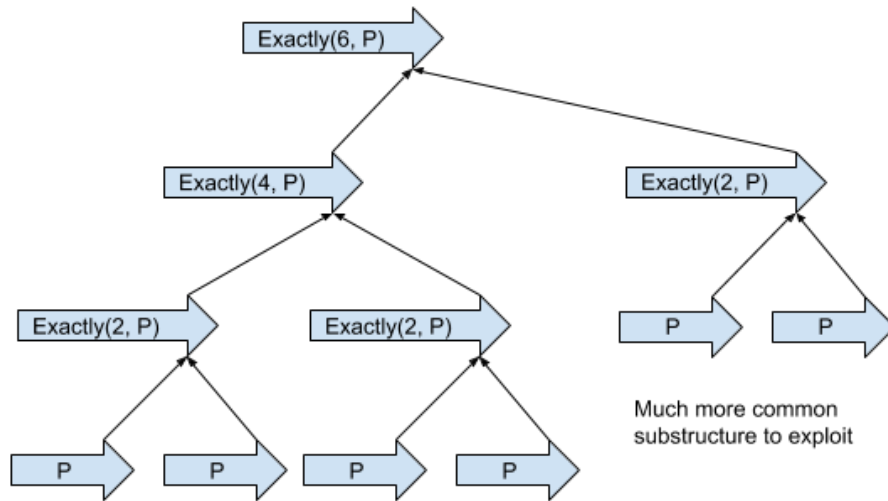 Exactly(6, P)
Exactly(4, P)
Exactly(2, P)
Exactly(2, P)
Exactly(2, P)
P
P
Much more common
substructure to exploit
P
P
P
P